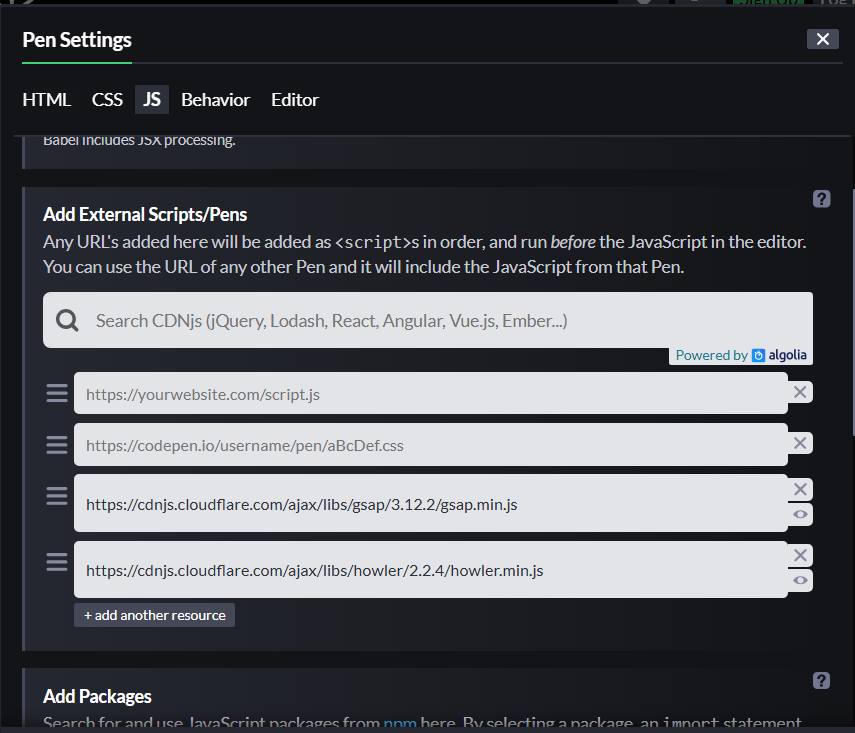 Pen Settings
HTML CSS JS Behavior Editor
Babel includes JSX processing.
Add External Scripts/Pens
Any URL's added here will be added as <script>s in order, and run before the JavaScript in the editor.
You can use the URL of any other Pen and it will include the JavaScript from that Pen.
Search CDNjs (jQuery, Lodash, React, Angular, Vue.js, Ember...)
Powered by algolia
https://yourwebsite.com/script.js
https://codepen.io/username/pen/aBcDef.css
https://cdnjs.cloudflare.com/ajax/libs/gsap/3.12.2/gsap.min.js
https://cdnjs.cloudflare.com/ajax/libs/howler/2.2.4/howler.min.js
+ add another resource
Add Packages
Search for and use JavaScript packages from npm here. By selecting a package, an import statement